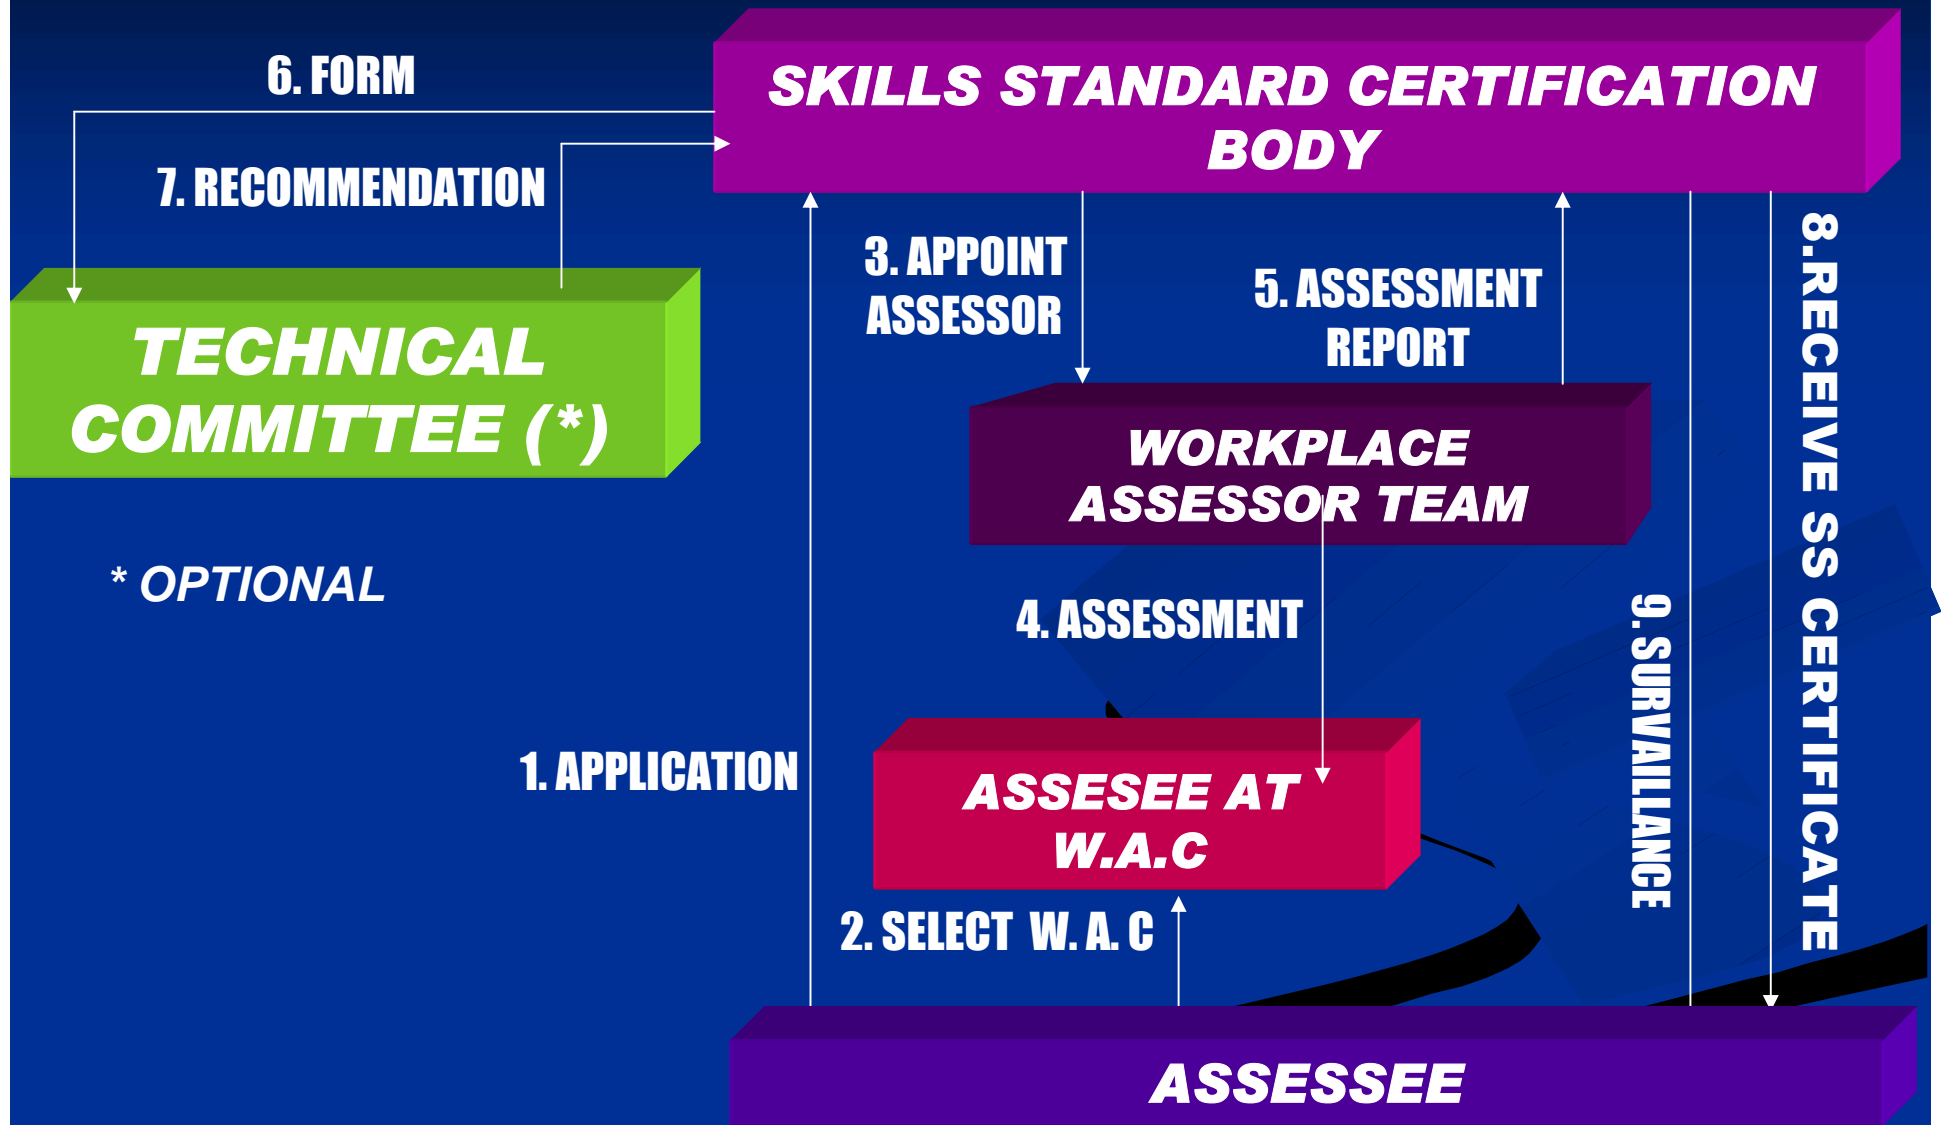 6. FORM
SKILLS STANDARD CERTIFICATION
BODY
7. RECOMMENDATION
3. APPOINT
ASSESSOR
5. ASSESSMENT
REPORT
8.RECEIVE SS CERTIFICATE
TECHNICAL
COMMITTEE (*)
WORKPLACE
ASSESSOR TEAM
* OPTIONAL
4. ASSESSMENT
9. SURVAILLANCE
1. APPLICATION
ASSESEE AT
W.A.C
2. SELECT W. A. C
ASSESSEE